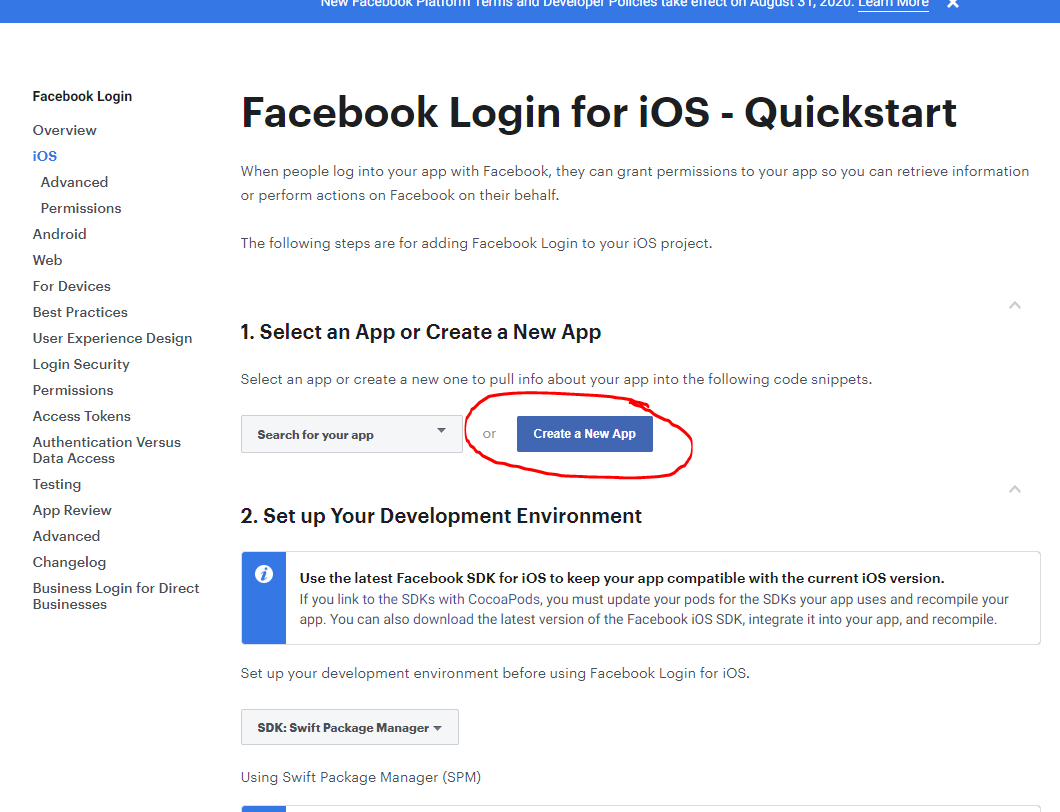 New Facebook Platform Terms and Developer Policies take effect on August 31, 2020. Learn More
Facebook Login
Overview
iOS
Advanced
Permissions
Android
Web
For Devices
Best Practices
User Experience Design
Login Security
Permissions
Access Tokens
Authentication Versus
Data Access
Testing
App Review
Advanced
Changelog
Business Login for Direct
Businesses
Facebook Login for iOS - Quickstart
When people log into your app with Facebook, they can grant permissions to your app so you can retrieve information
or perform actions on Facebook on their behalf.
The following steps are for adding Facebook Login to your iOS project.
1. Select an App or Create a New App
Select an app or create a new one to pull info about your app into the following code snippets.
Search for your app or Create a New App
2. Set up Your Development Environment
Use the latest Facebook SDK for iOS to keep your app compatible with the current iOS version.
If you link to the SDKs with CocoaPods, you must update your pods for the SDKs your app uses and recompile your
app. You can also download the latest version of the Facebook iOS SDK, integrate it into your app, and recompile.
Set up your development environment before using Facebook Login for iOS.
SDK: Swift Package Manager
Using Swift Package Manager (SPM)